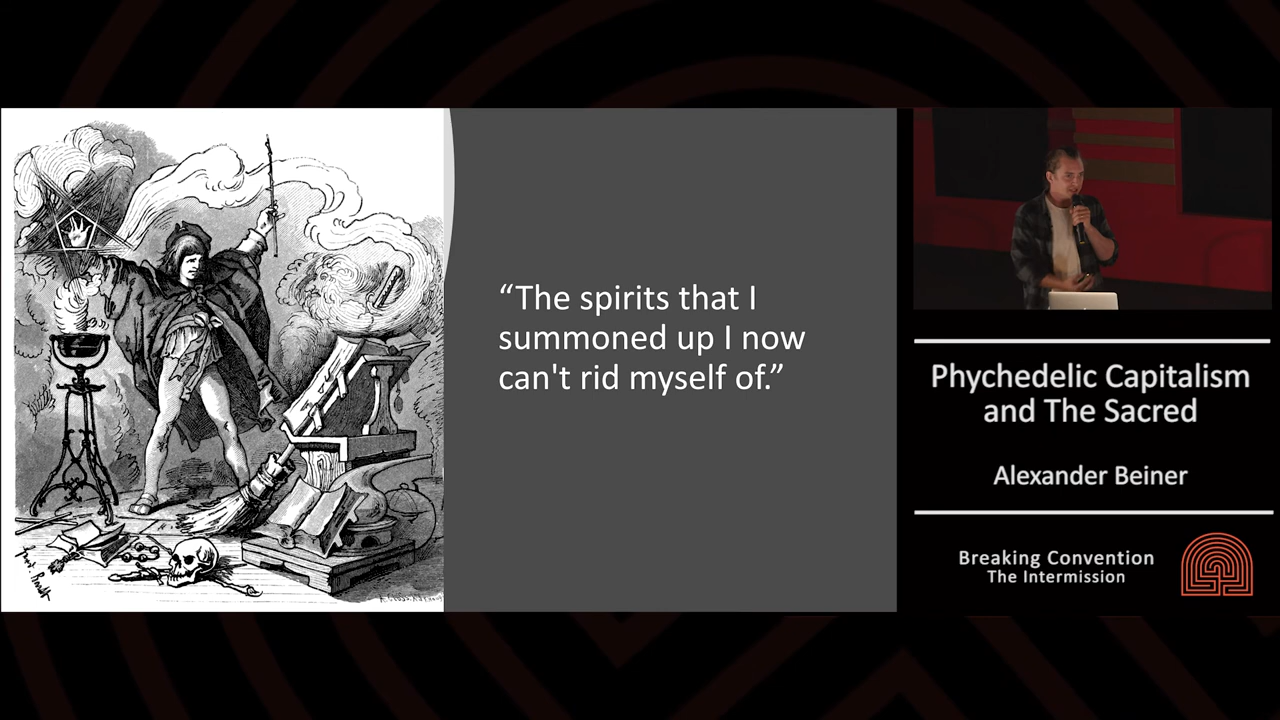 “The spirits that I
summoned up I now
can't rid myself of.”
Phychedelic Capitalism
and The Sacred
Alexander Beiner
Breaking Convention
The Intermission